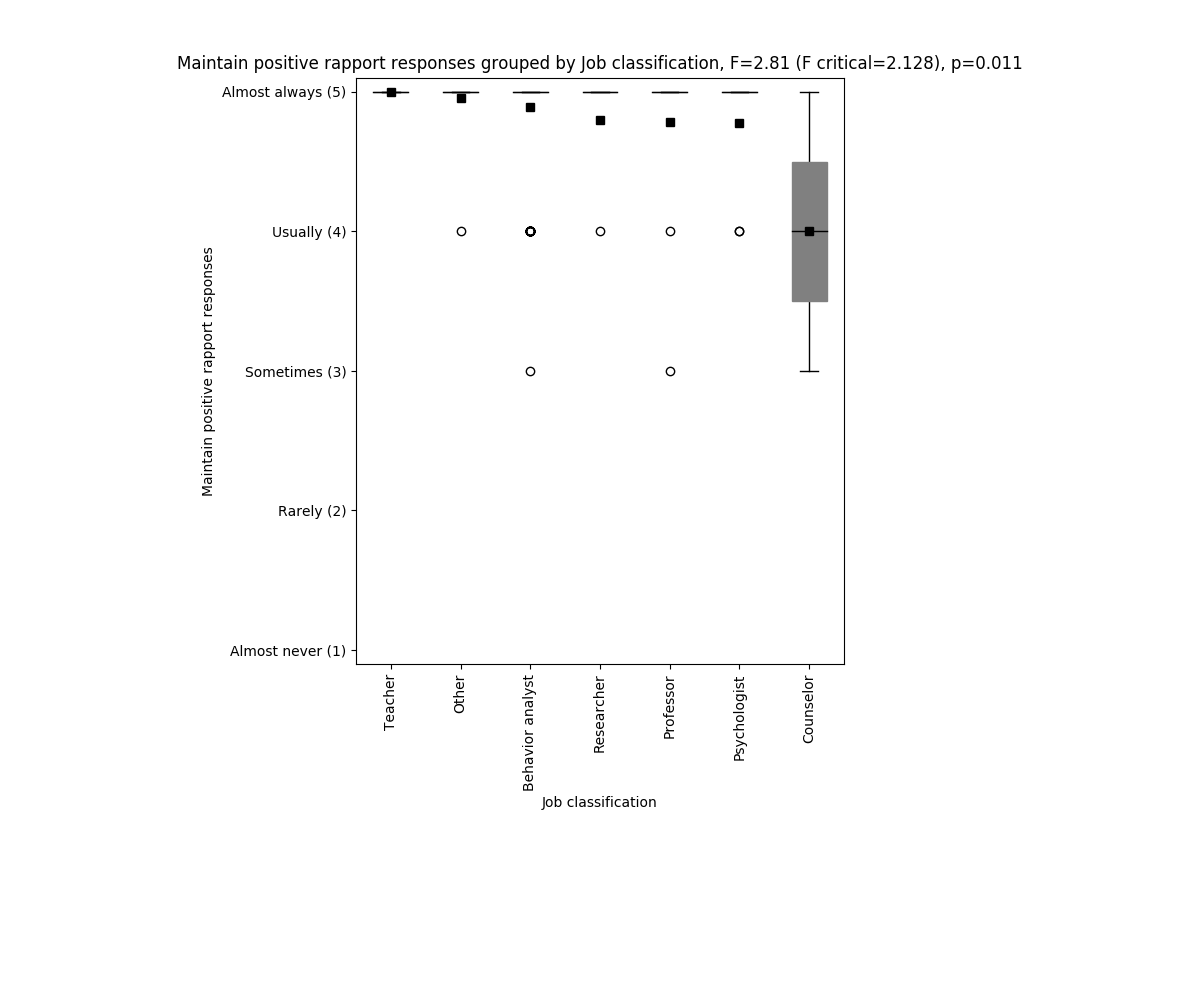 Maintain positive rapport responses grouped by Job classification, F=2.81 (F critical=2.128), p=0.011
Maintain positive rapport responses
Almost always (5)
Usually (4)
Sometimes (3)
Rarely (2)
Almost never (1)
Teacher
Other
Behavior analyst
Researcher
Professor
Psychologist
Counselor
Job classification